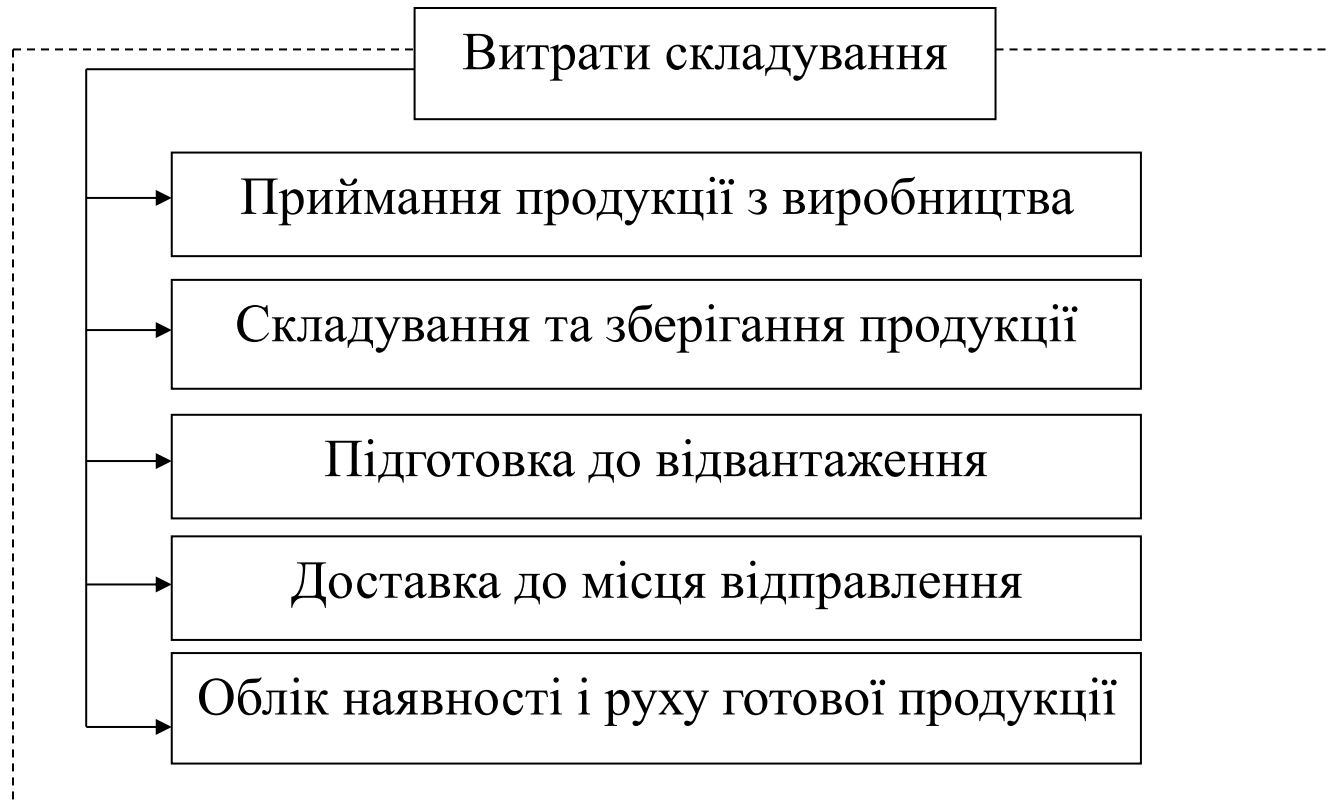 Витрати складування
Приймання продукції з виробництва
Складування та зберігання продукції
Підготовка до відвантаження
Доставка до місця відправлення
Облік наявності і руху готової продукції